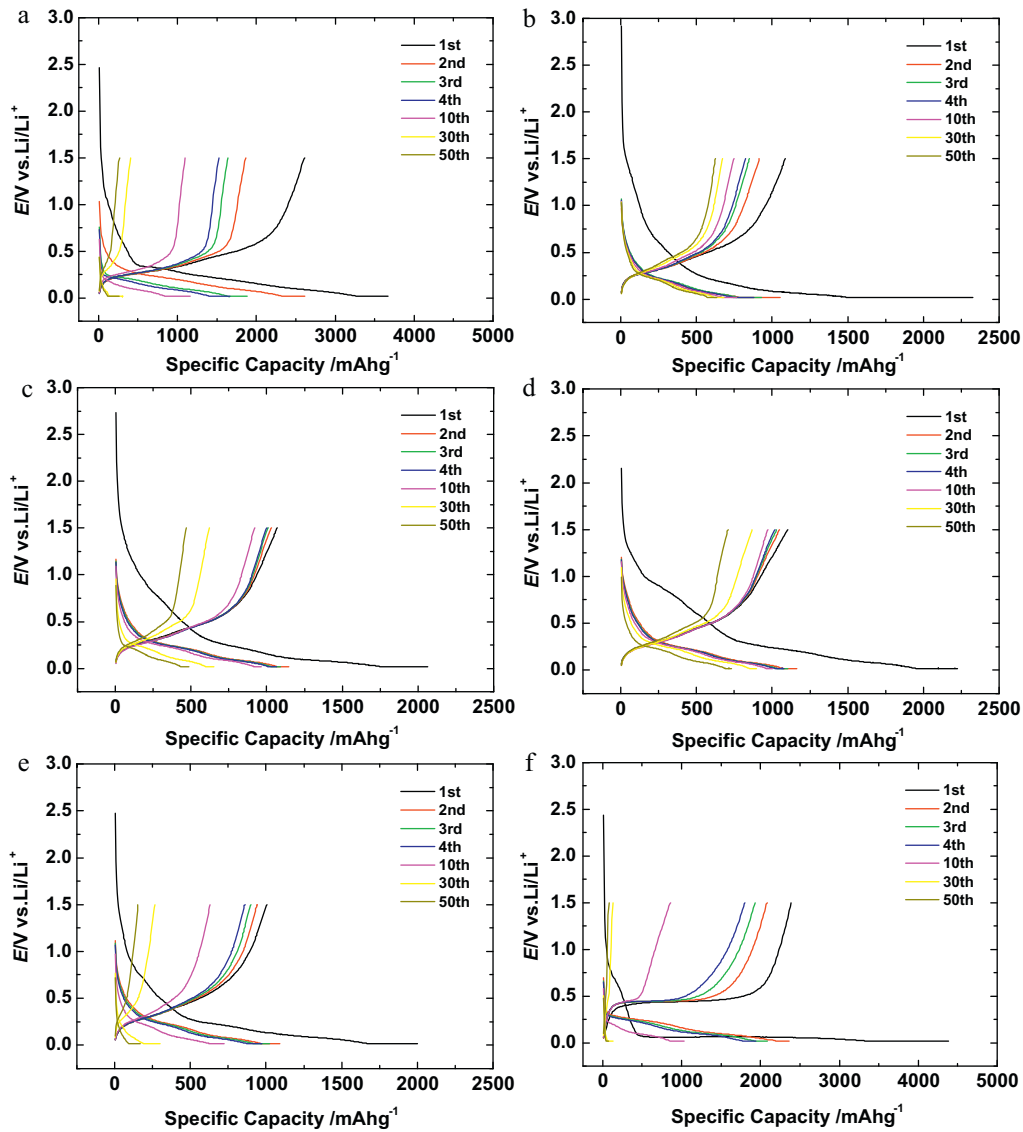 a
3.0
2.5
2.0
1.5
1.0
0.5
0.0
E/V vs.Li/Li+
1st
2nd
3rd
4th
10th
30th
50th
0 1000 2000 3000 4000 5000
Specific Capacity /mAhg-1
b
3.0
2.5
2.0
1.5
1.0
0.5
0.0
E/V vs.Li/Li+
1st
2nd
3rd
4th
10th
30th
50th
0 500 1000 1500 2000 2500
Specific Capacity /mAhg-1
c
3.0
2.5
2.0
1.5
1.0
0.5
0.0
E/V vs.Li/Li+
1st
2nd
3rd
4th
10th
30th
50th
0 500 1000 1500 2000 2500
Specific Capacity /mAhg-1
d
3.0
2.5
2.0
1.5
1.0
0.5
0.0
E/V vs.Li/Li+
1st
2nd
3rd
4th
10th
30th
50th
0 500 1000 1500 2000 2500
Specific Capacity /mAhg-1
e
3.0
2.5
2.0
1.5
1.0
0.5
0.0
E/V vs.Li/Li+
1st
2nd
3rd
4th
10th
30th
50th
0 500 1000 1500 2000 2500
Specific Capacity /mAhg-1
f
3.0
2.5
2.0
1.5
1.0
0.5
0.0
E/V vs.Li/Li+
1st
2nd
3rd
4th
10th
30th
50th
0 1000 2000 3000 4000 5000
Specific Capacity /mAhg-1